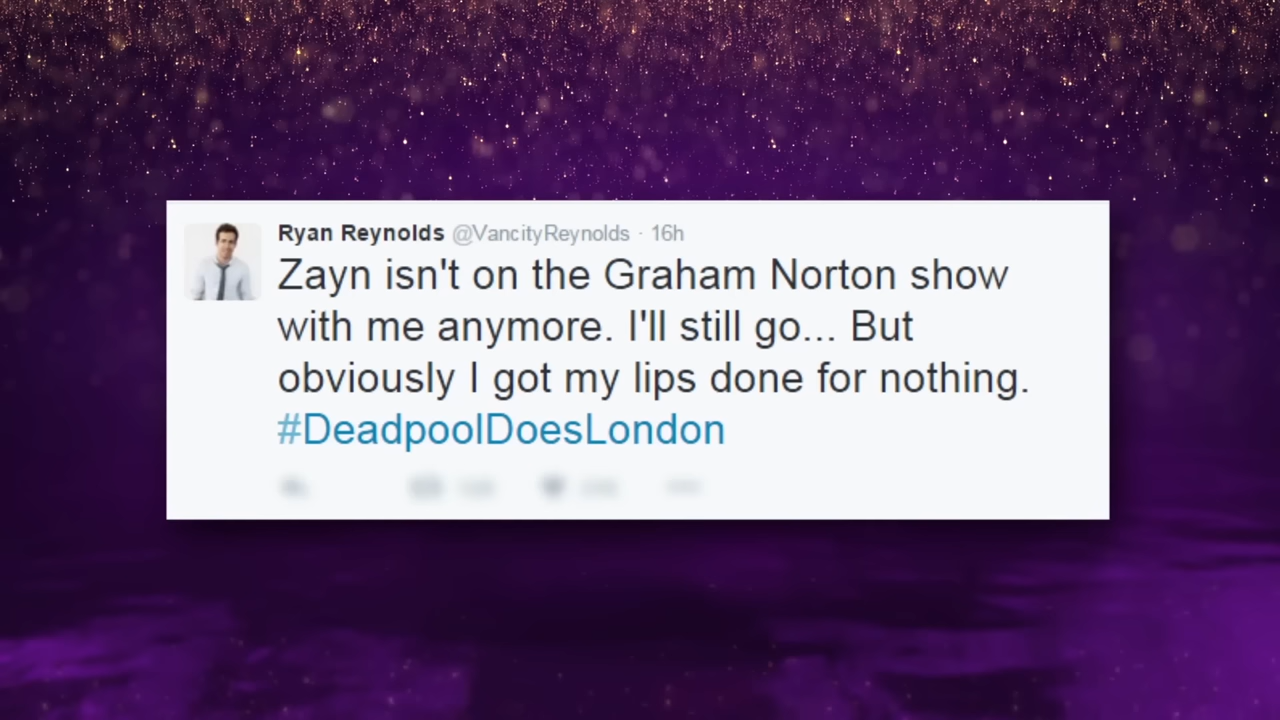 Ryan Reynolds @VancityReynolds · 16h
Zayn isn't on the Graham Norton show
with me anymore. I'll still go... But
obviously I got my lips done for nothing.
#DeadpoolDoesLondon